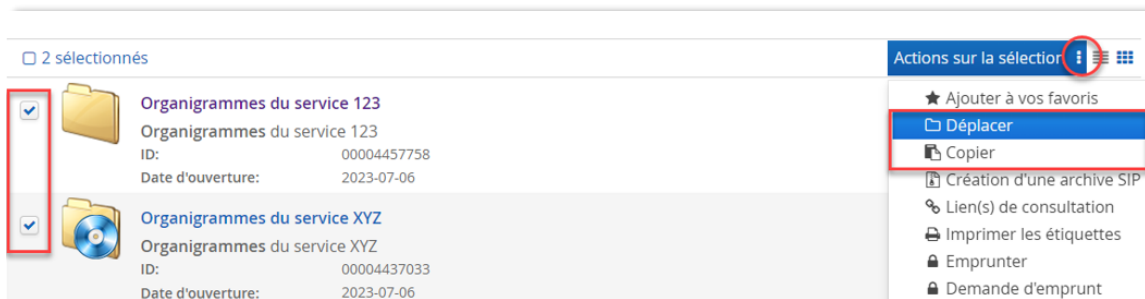 2 sélectionnés
Actions sur la sélection
Organigrammes du service 123
Organigrammes du service 123
ID: 00004457758
Date d'ouverture: 2023-07-06
Organigrammes du service XYZ
Organigrammes du service XYZ
ID: 00004437033
Date d'ouverture: 2023-07-06
Ajouter à vos favoris
Déplacer
Copier
Création d'une archive SIP
Lien(s) de consultation
Imprimer les étiquettes
Emprunter
Demande d'emprunt